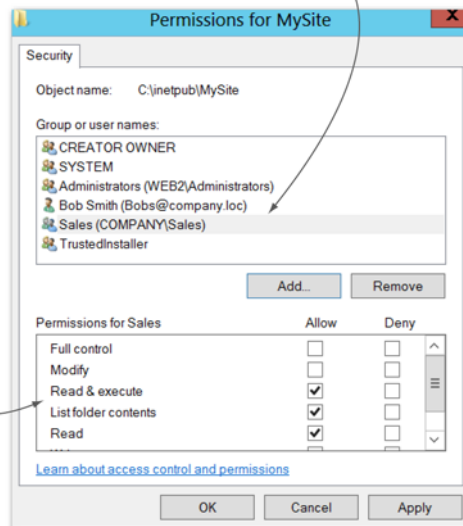 Permissions for MySite
X
Security
Object name: C:\inetpub\MySite
Group or user names:
CREATOR OWNER
SYSTEM
Administrators (WEB2\Administrators)
Bob Smith (Bobs@company.loc)
Sales (COMPANY\Sales)
TrustedInstaller
Add... Remove
Permissions for Sales Allow Deny
Full control
Modify
Read & execute
List folder contents
Read
Learn about access control and permissions
OK Cancel Apply